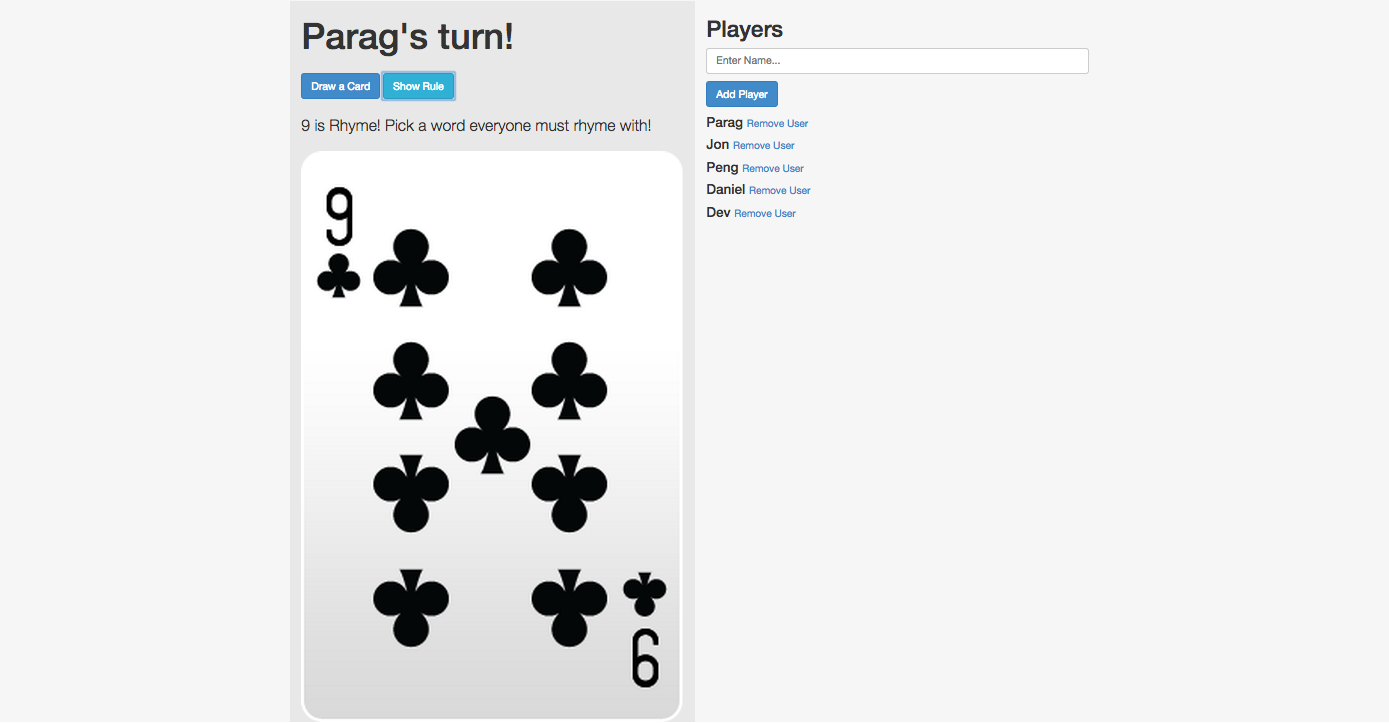 Parag's turn!
Draw a Card Show Rule
9 is Rhyme! Pick a word everyone must rhyme with!
9
9
Players
Enter Name...
Add Player
Parag Remove User
Jon Remove User
Peng Remove User
Daniel Remove User
Dev Remove User